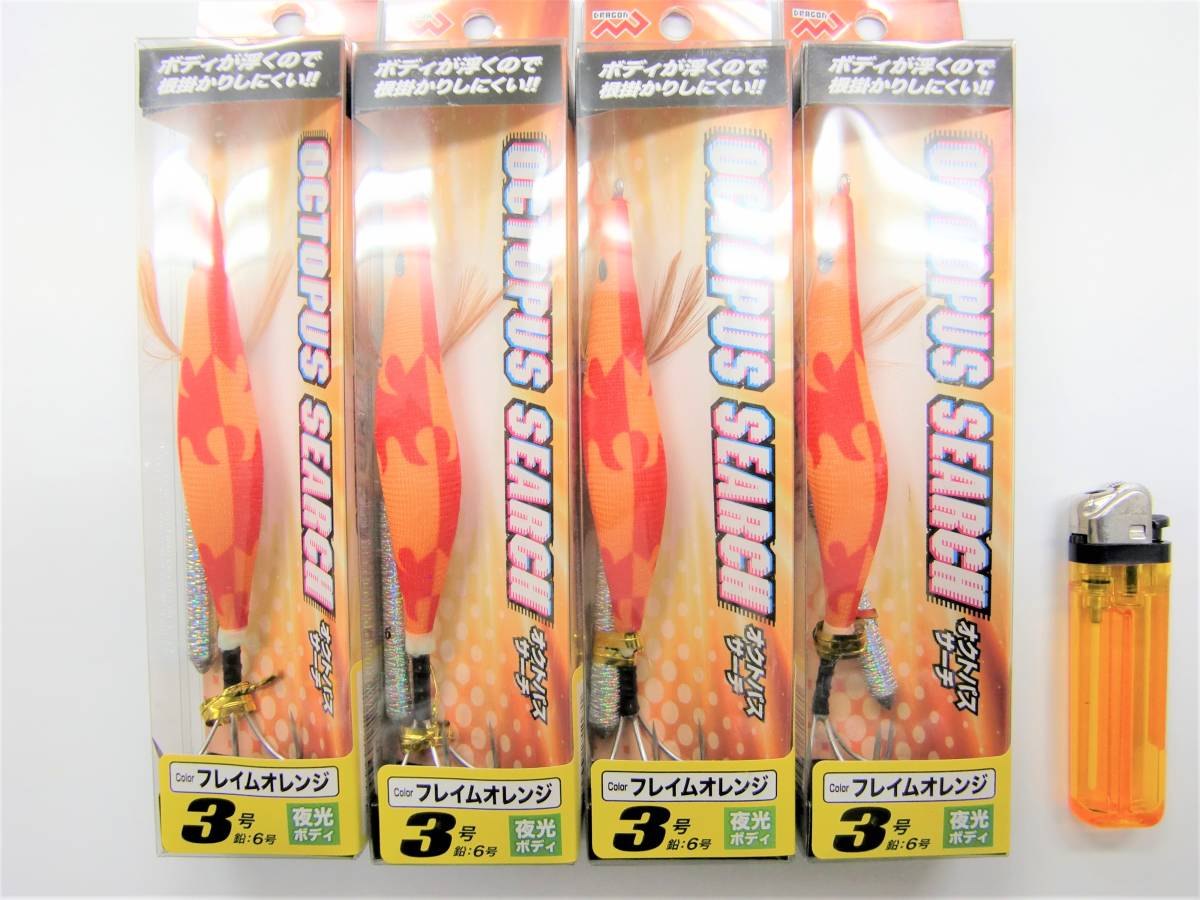 DRAGON
DRAGON
DRAGON
ボディが浮くので
根掛かりしにくい!!
OCTOPUS SEARCH
オクトパス
サーチ
Color フレイムオレンジ
3号
鉛:6号
夜光
ボディ
ボディが浮くので
根掛かりしにくい!!
OCTOPUS SEARCH
オクトパス
サーチ
Color フレイムオレンジ
3号
鉛:6号
夜光
ボディ
ボディが浮くので
根掛かりしにくい!!
OCTOPUS SEARCH
オクトパス
サーチ
Color フレイムオレンジ
3号
鉛:6号
夜光
ボディ
ボディが浮くので
根掛かりしにくい!!
OCTOPUS SEARCH
オクトパス
サーチ
Color フレイムオレンジ
3号
鉛:6号
夜光
ボディ